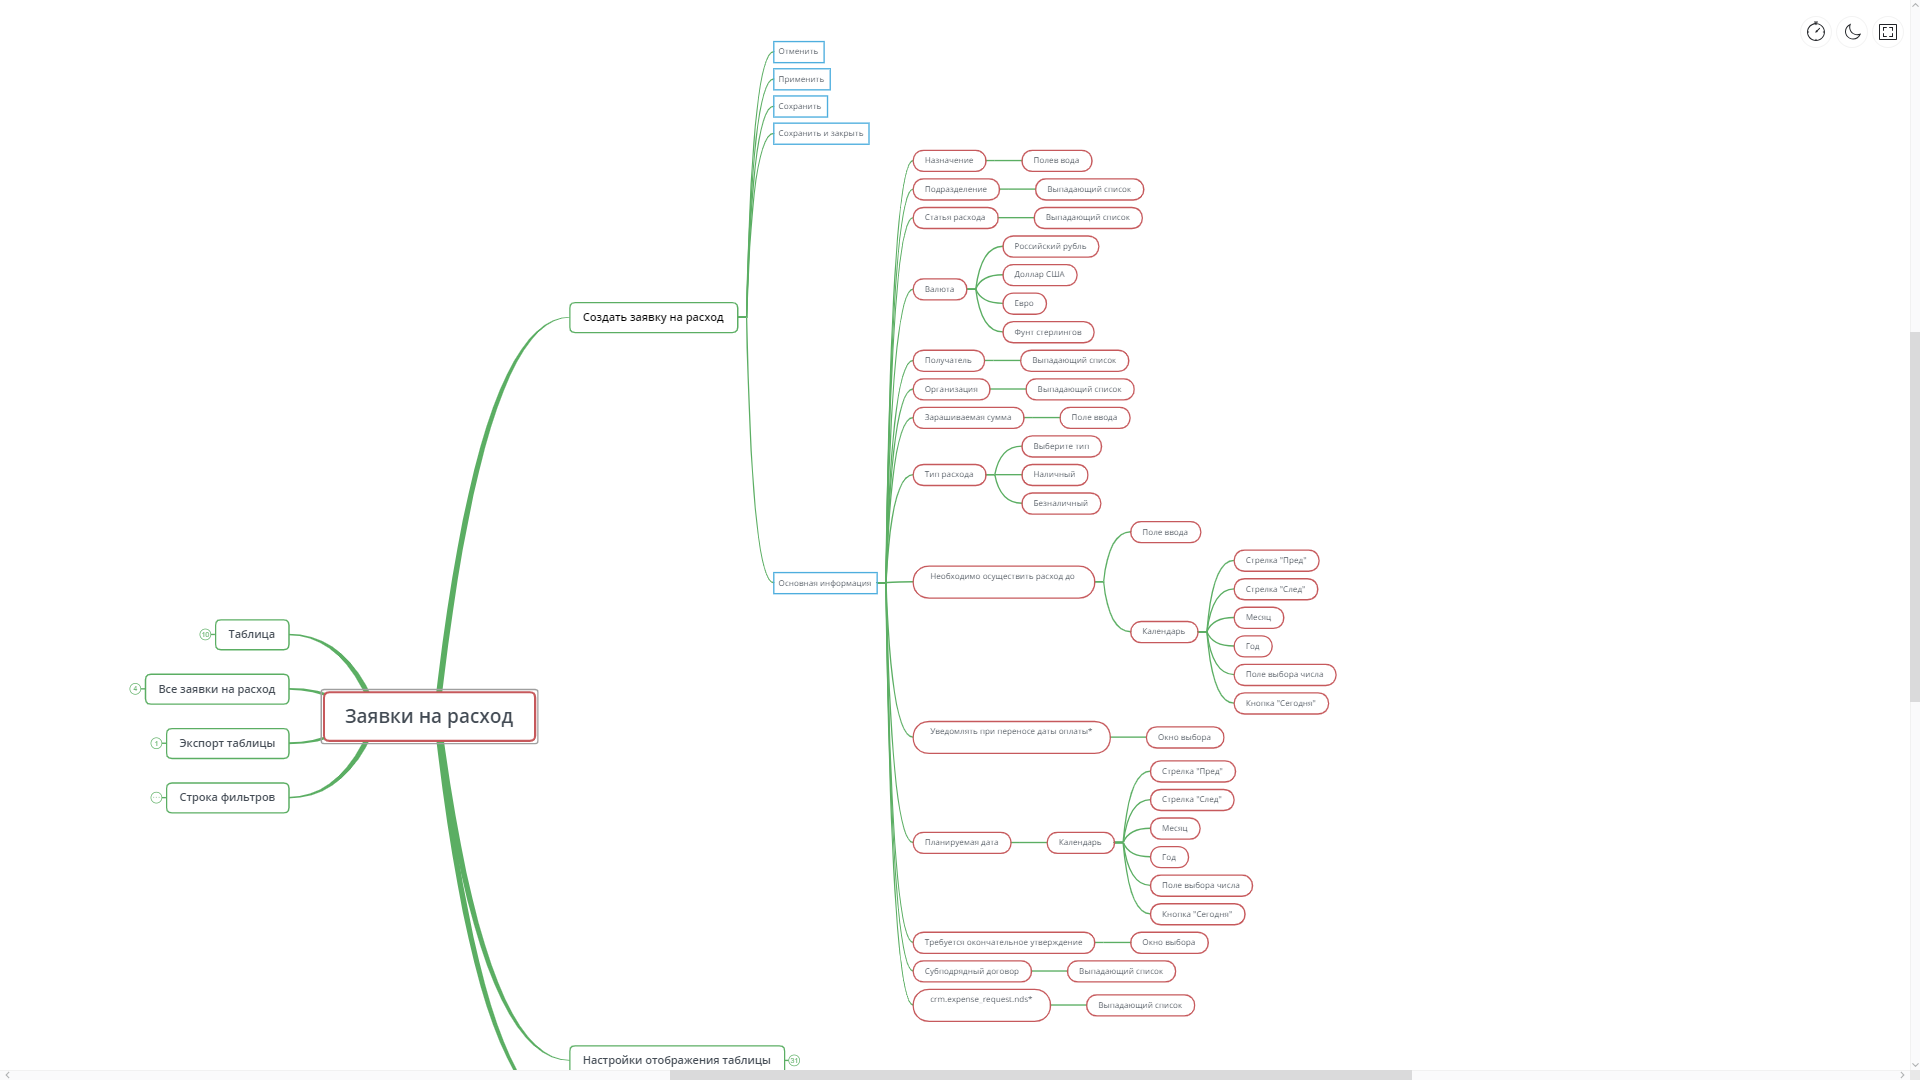 Отменить
Применить
Сохранить
Сохранить и закрыть
Назначение
Полев вода
Подразделение
Выпадающий список
Статья расхода
Выпадающий список
Российский рубль
Доллар США
Валюта
Евро
Фунт стерлингов
Создать заявку на расход
Получатель
Выпадающий список
Организация
Выпадающий список
Зарашиваемая сумма
Поле ввода
Выберите тип
Тип расхода
Наличный
Безналичный
Поле ввода
Стрелка "Пред"
Основная информация
Необходимо осуществить расход до
Стрелка "След"
Месяц
Календарь
Год
Поле выбора числа
Кнопка "Сегодня"
Таблица
10
Все заявки на расход
4
Заявки на расход
Экспорт таблицы
1
Строка фильтров
Уведомлять при переносе даты оплаты*
Окно выбора
Стрелка "Пред"
Стрелка "След"
Месяц
Планируемая дата
Календарь
Год
Поле выбора числа
Кнопка "Сегодня"
Требуется окончательное утверждение
Окно выбора
Субподрядный договор
Выпадающий список
crm.expense_request.nds*
Выпадающий список
Настройки отображения таблицы
31